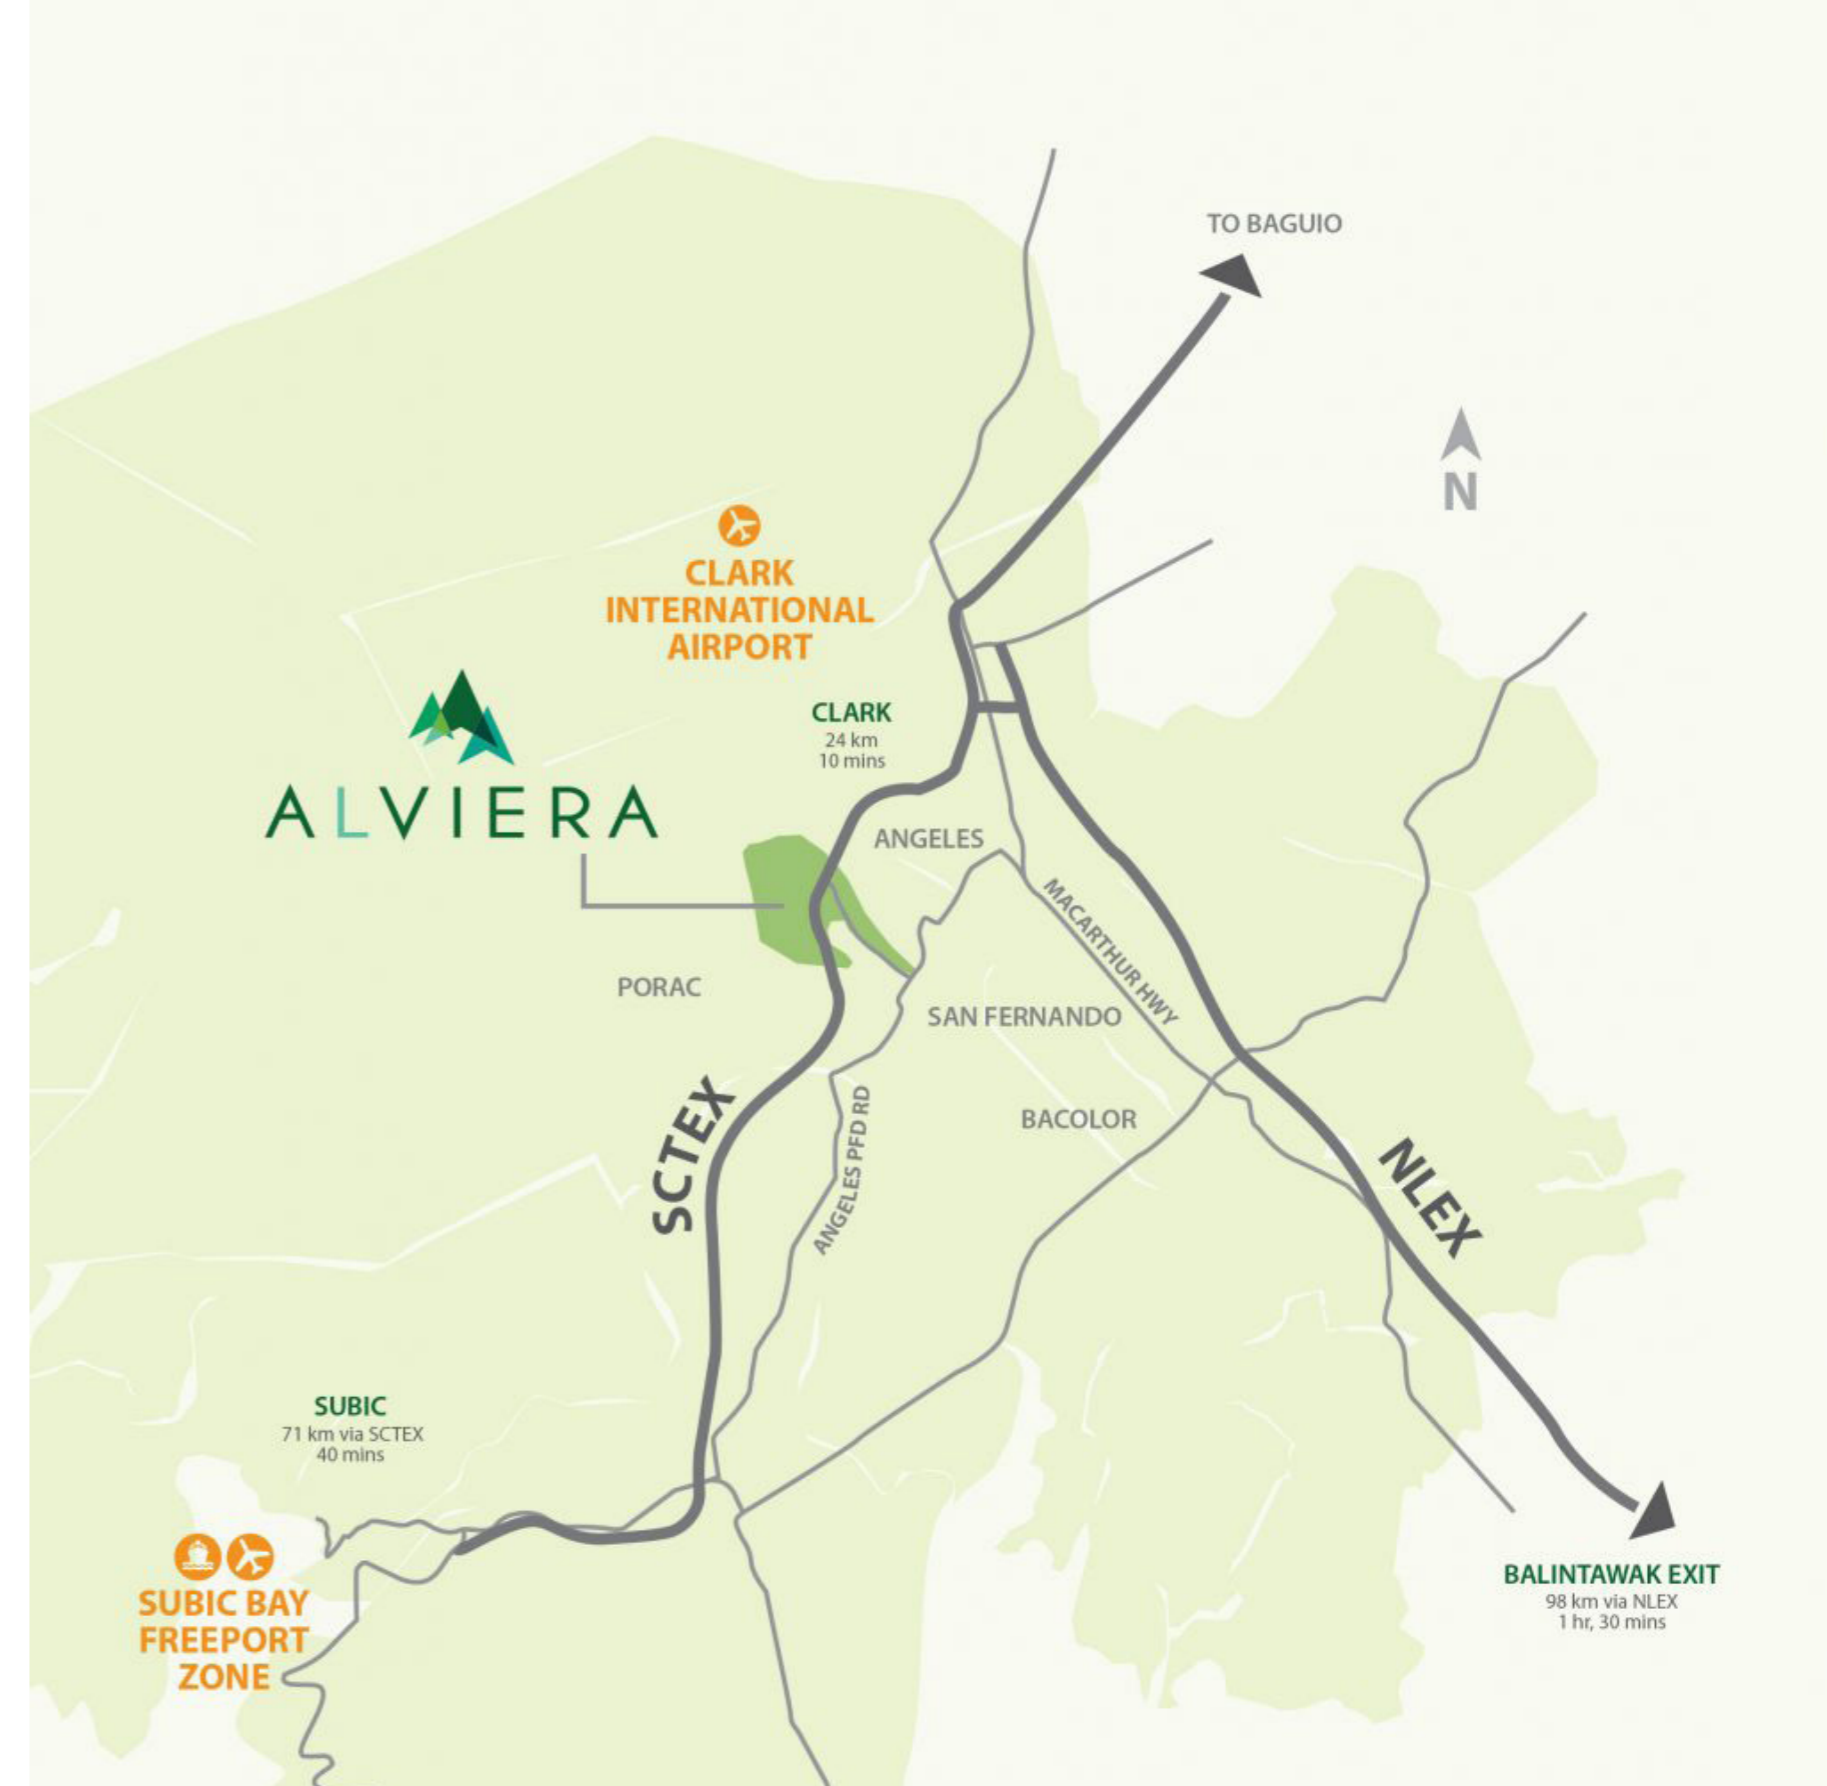 TO BAGUIO
N
CLARK
INTERNATIONAL
AIRPORT
CLARK
24 km
10 mins
ALVIERA
ANGELES
MACARTHUR HWY
PORAC
SAN FERNANDO
SCTEX
ANGELES PFD RD
BACOLOR
NLEX
SUBIC
71 km via SCTEX
40 mins
SUBIC BAY
FREEPORT
ZONE
BALINTAWAK EXIT
98 km via NLEX
1 hr, 30 mins